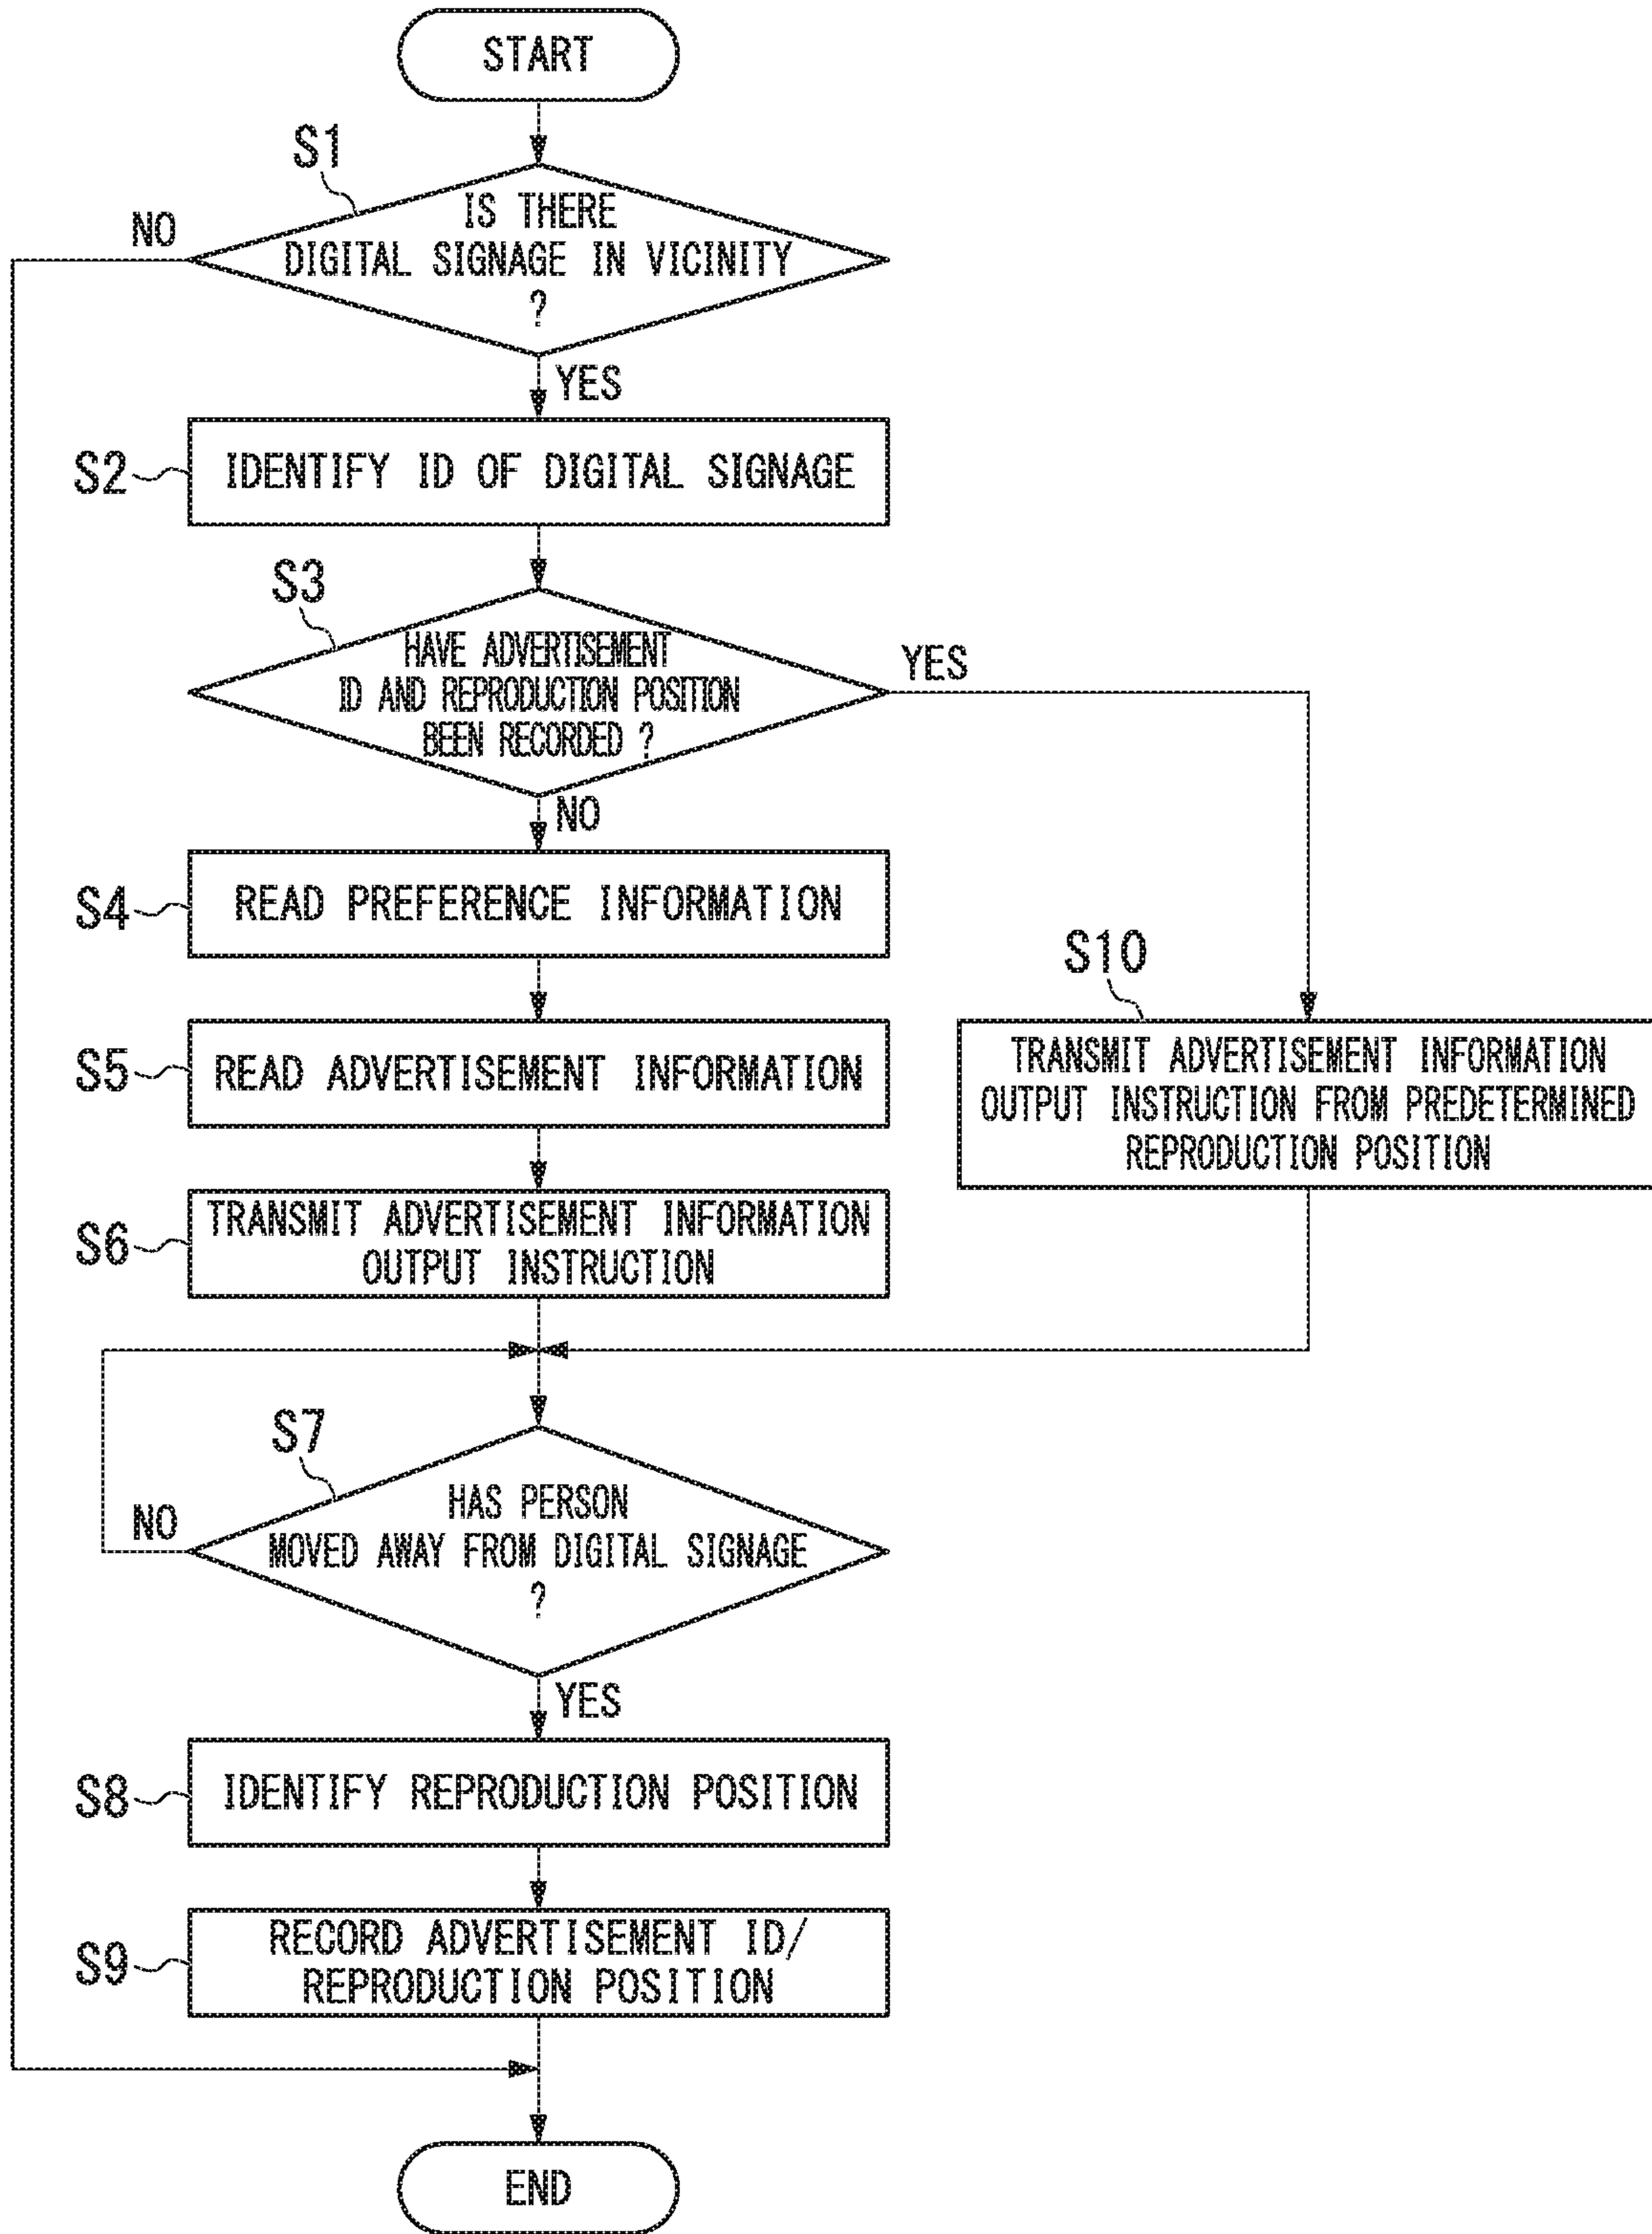 START
S1
IS THERE
DIGITAL SIGNAGE IN VICINITY
?
NO
YES
S2
IDENTIFY ID OF DIGITAL SIGNAGE
S3
HAVE ADVERTISEMENT
ID AND REPRODUCTION POSITION
BEEN RECORDED ?
YES
NO
S4
READ PREFERENCE INFORMATION
S10
TRANSMIT ADVERTISEMENT INFORMATION
OUTPUT INSTRUCTION FROM PREDETERMINED
REPRODUCTION POSITION
S5
READ ADVERTISEMENT INFORMATION
S6
TRANSMIT ADVERTISEMENT INFORMATION
OUTPUT INSTRUCTION
S7
HAS PERSON
MOVED AWAY FROM DIGITAL SIGNAGE
?
NO
YES
S8
IDENTIFY REPRODUCTION POSITION
S9
RECORD ADVERTISEMENT ID/
REPRODUCTION POSITION
END